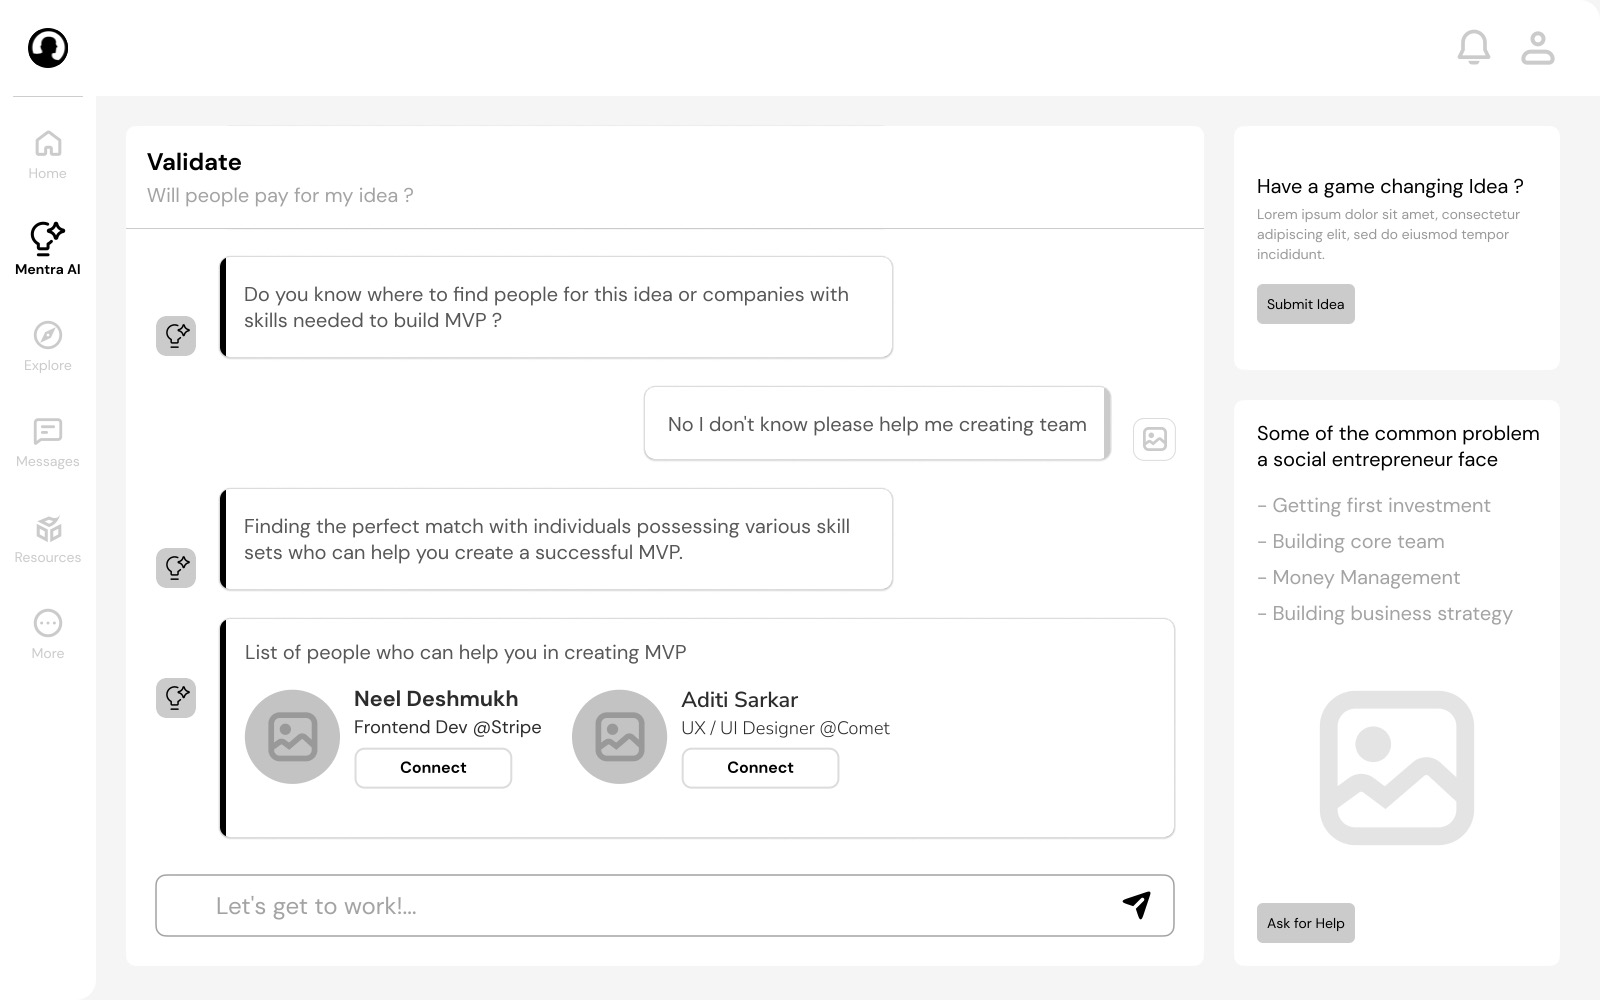 Home
Mentra AI
Explore
Messages
Resources
More
Validate
Will people pay for my idea ?
Do you know where to find people for this idea or companies with
skills needed to build MVP ?
No I don't know please help me creating team
Finding the perfect match with individuals possessing various skill
sets who can help you create a successful MVP.
List of people who can help you in creating MVP
Neel Deshmukh
Frontend Dev @Stripe
Connect
Aditi Sarkar
UX / UI Designer @Comet
Connect
Let's get to work!...
Have a game changing Idea ?
Lorem ipsum dolor sit amet, consectetur
adipiscing elit, sed do eiusmod tempor
incididunt.
Submit Idea
Some of the common problem
a social entrepreneur face
- Getting first investment
- Building core team
- Money Management
- Building business strategy
Ask for Help